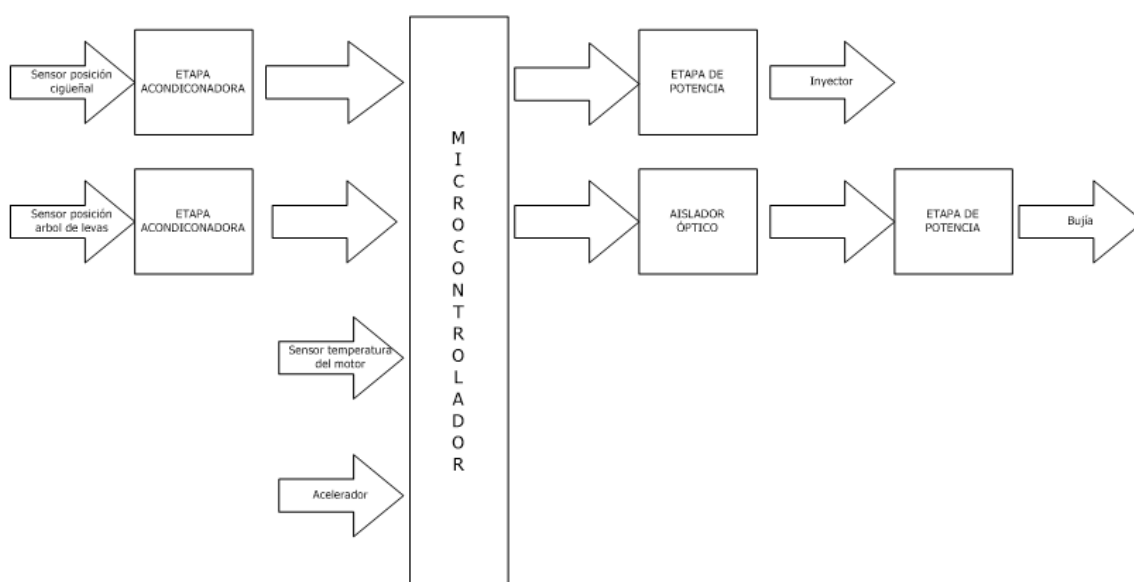 Sensor posición
cigüeñal
ETAPA
ACONDICONADORA
ETAPA DE
POTENCIA
Inyector
Sensor posición
arbol de levas
ETAPA
ACONDICONADORA
AISLADOR
ÓPTICO
ETAPA DE
POTENCIA
Bujía
Sensor temperatura
del motor
Acelerador
M
I
C
R
O
C
O
N
T
R
O
L
A
D
O
R